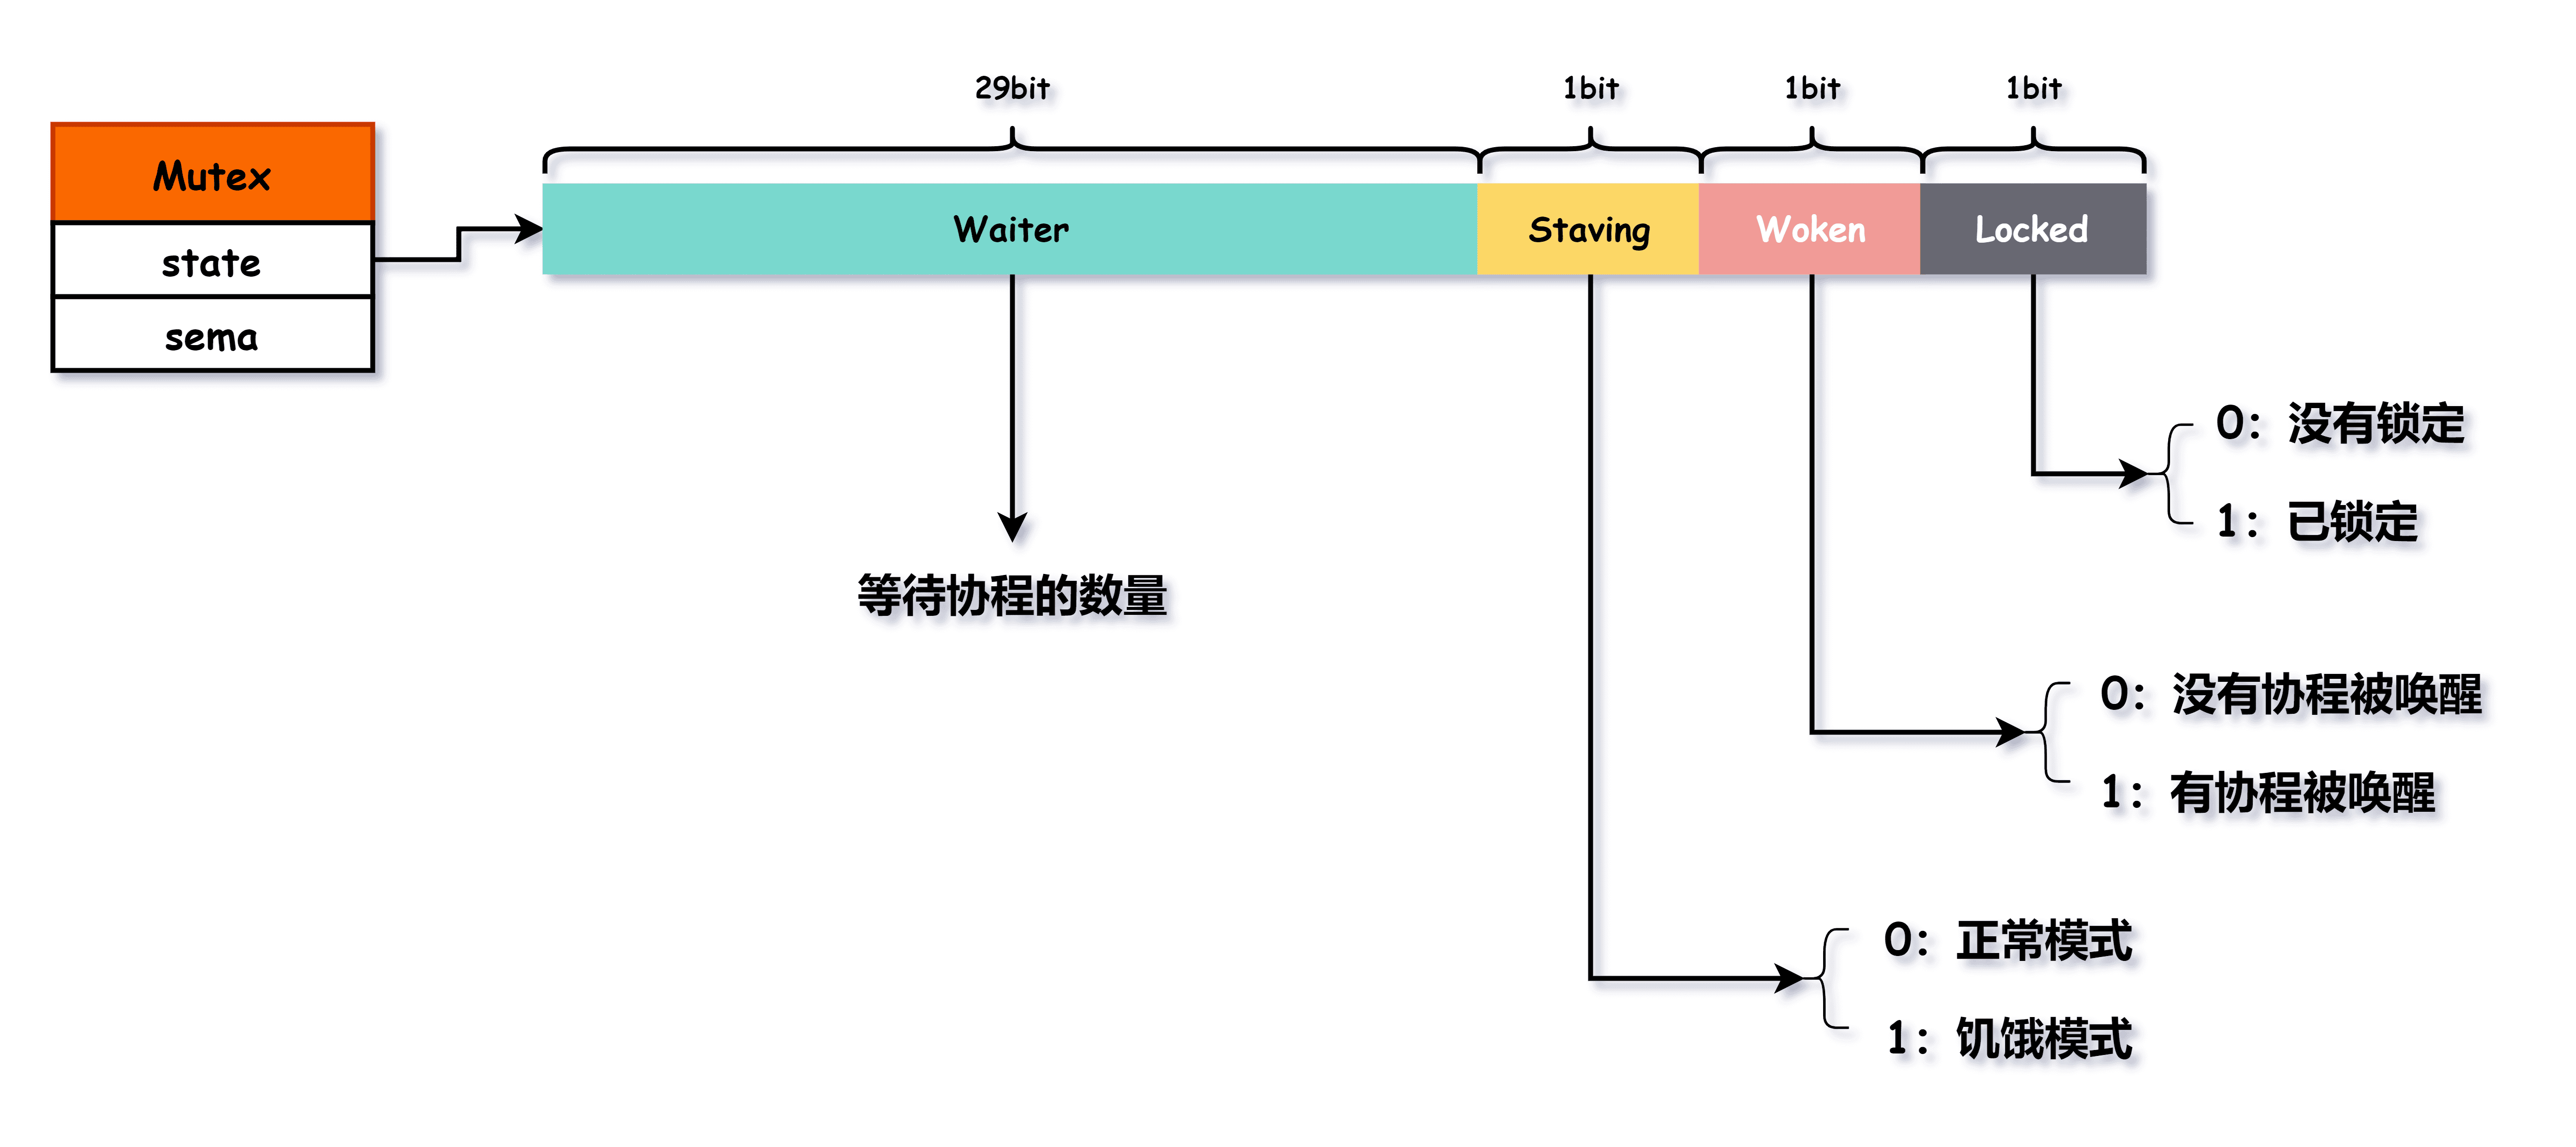 29bit
1bit
1bit
1bit
Mutex
state
sema
Waiter
Staving
Woken
Locked
0：没有锁定
1：已锁定
等待协程的数量
0：没有协程被唤醒
1：有协程被唤醒
0：正常模式
1：饥饿模式